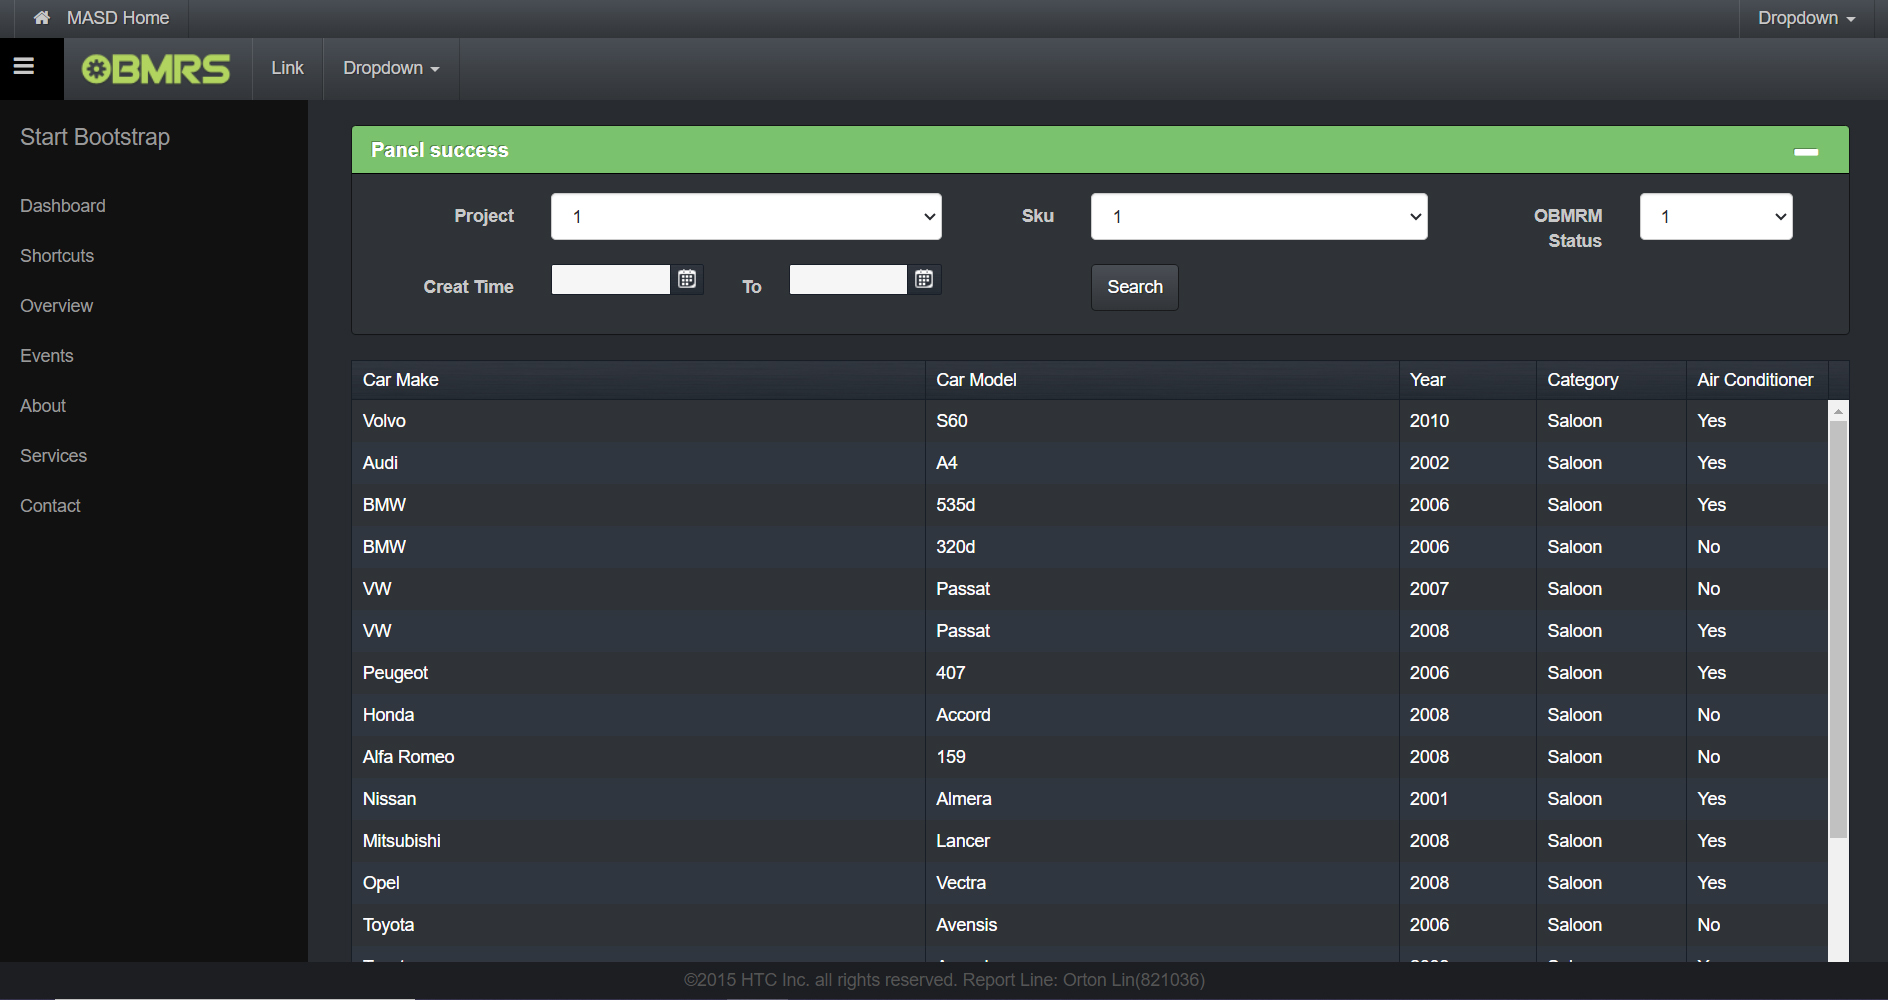 MASD Home Dropdown
OBMRS Link Dropdown
Start Bootstrap
Dashboard
Shortcuts
Overview
Events
About
Services
Contact
Panel success
Project 1 Sku 1 OBMRM Status 1
Creat Time To Search
Car Make Car Model Year Category Air Conditioner
Volvo S60 2010 Saloon Yes
Audi A4 2002 Saloon Yes
BMW 535d 2006 Saloon Yes
BMW 320d 2006 Saloon No
VW Passat 2007 Saloon No
VW Passat 2008 Saloon Yes
Peugeot 407 2006 Saloon Yes
Honda Accord 2008 Saloon No
Alfa Romeo 159 2008 Saloon No
Nissan Almera 2001 Saloon Yes
Mitsubishi Lancer 2008 Saloon Yes
Opel Vectra 2008 Saloon Yes
Toyota Avensis 2006 Saloon No
©2015 HTC Inc. all rights reserved. Report Line: Orton Lin(821036)